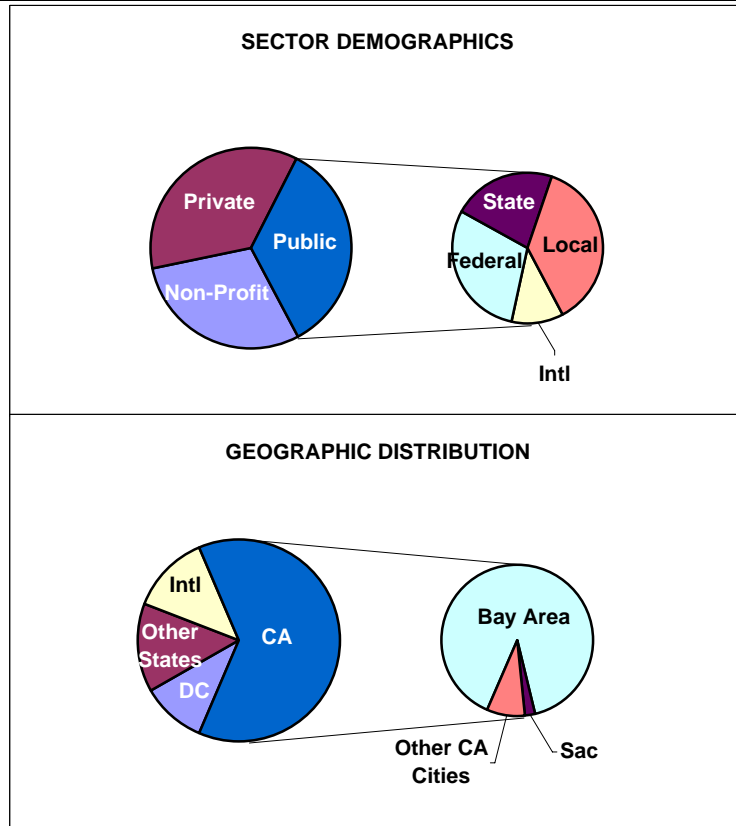 SECTOR DEMOGRAPHICS
Private
Public
Non-Profit
State
Local
Federal
Intl
GEOGRAPHIC DISTRIBUTION
Intl
Other
States
DC
CA
Bay Area
Other CA
Cities
Sac